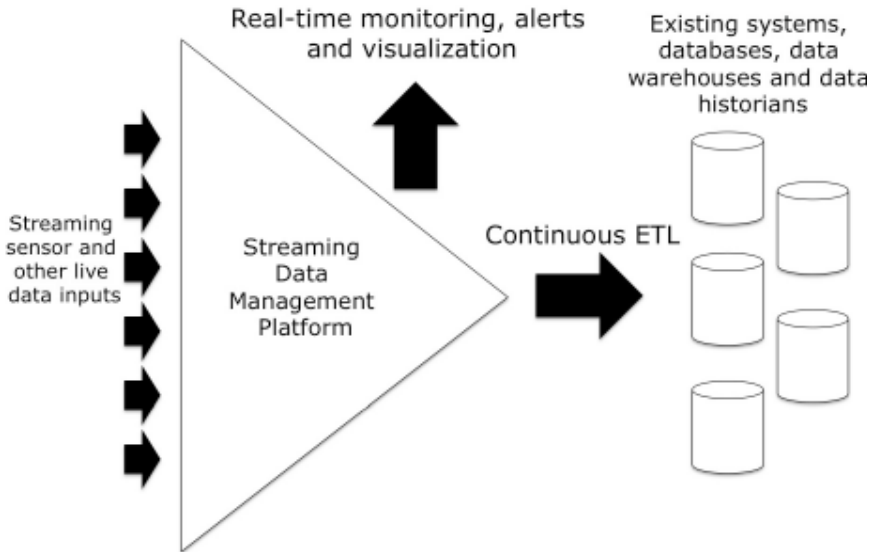 Real-time monitoring, alerts
and visualization
Existing systems,
databases, data
warehouses and data
historians
Streaming
sensor and
other live
data inputs
Streaming
Data
Management
Platform
Continuous ETL